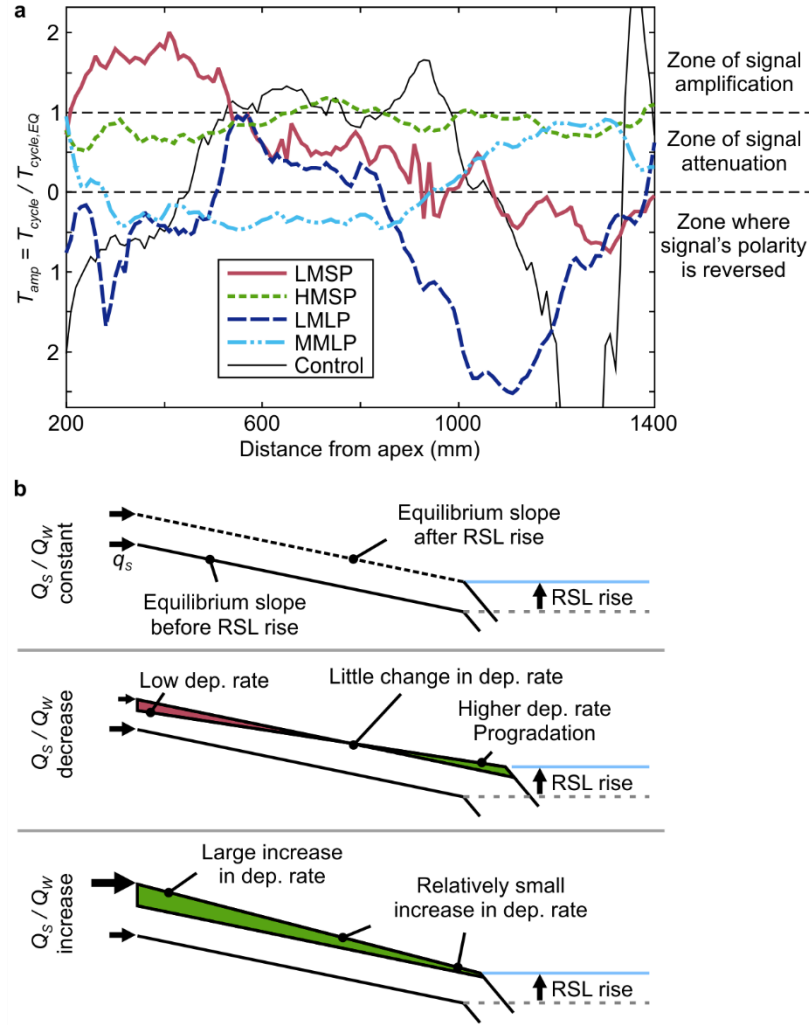 a
T_amp = T_cycle / T_cycle,EQ
1
0
1
2
200
600
1000
1400
Distance from apex (mm)
LMSP
HMSP
LMLP
MMLP
Control
Zone of signal
amplification
Zone of signal
attenuation
Zone where
signal's polarity
is reversed
b
Q_S / Q_W
constant
q_s
Equilibrium slope
after RSL rise
Equilibrium slope
before RSL rise
RSL rise
Q_S / Q_W
decrease
Low dep. rate
Little change in dep. rate
Higher dep. rate
Progradation
RSL rise
Q_S / Q_W
increase
Large increase
in dep. rate
Relatively small
increase in dep. rate
RSL rise